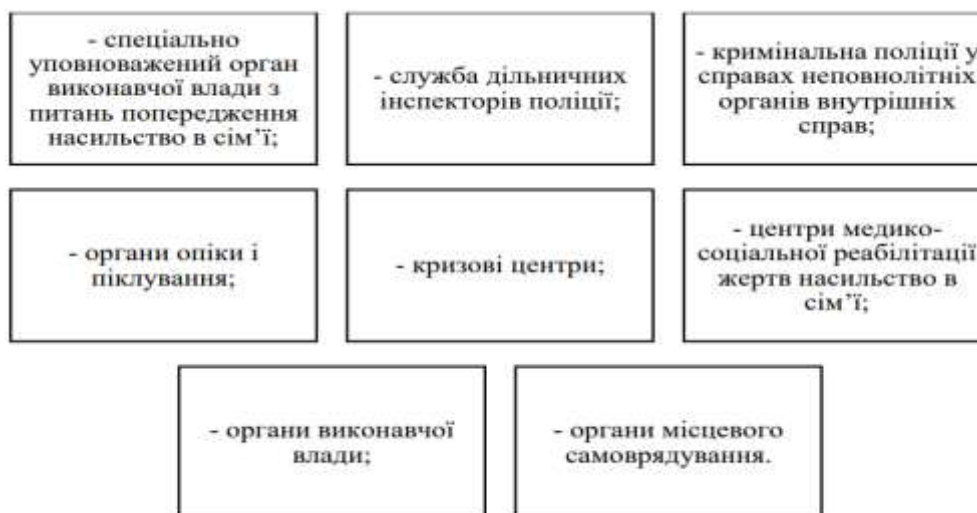 - спеціально
уповноважений орган
виконавчої влади з
питань попередження
насильство в сім’ї;
- служба дільничних
інспекторів поліції;
- кримінальна поліції у
справах неповнолітніх
органів внутрішніх
справ;
- органи опіки і
піклування;
- кризові центри;
- центри медико-
соціальної реабілітації
жертв насильство в
сім’ї;
- органи виконавчої
влади;
- органи місцевого
самоврядування.